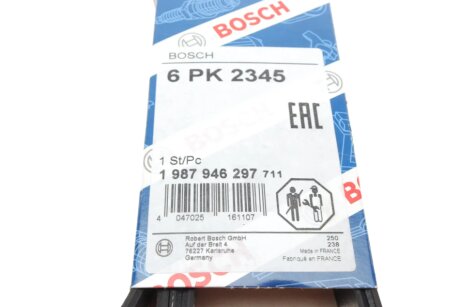 BOSCH
BOSCH
6 PK 2345
EAC
1 St/Pc
1 987 946 297 711
4 047025 161107
Robert Bosch GmbH
Auf der Breit 4
76227 Karlsruhe
Germany
250
238
Made in FRANCE
Fabriqué en FRANCE
BOSCH